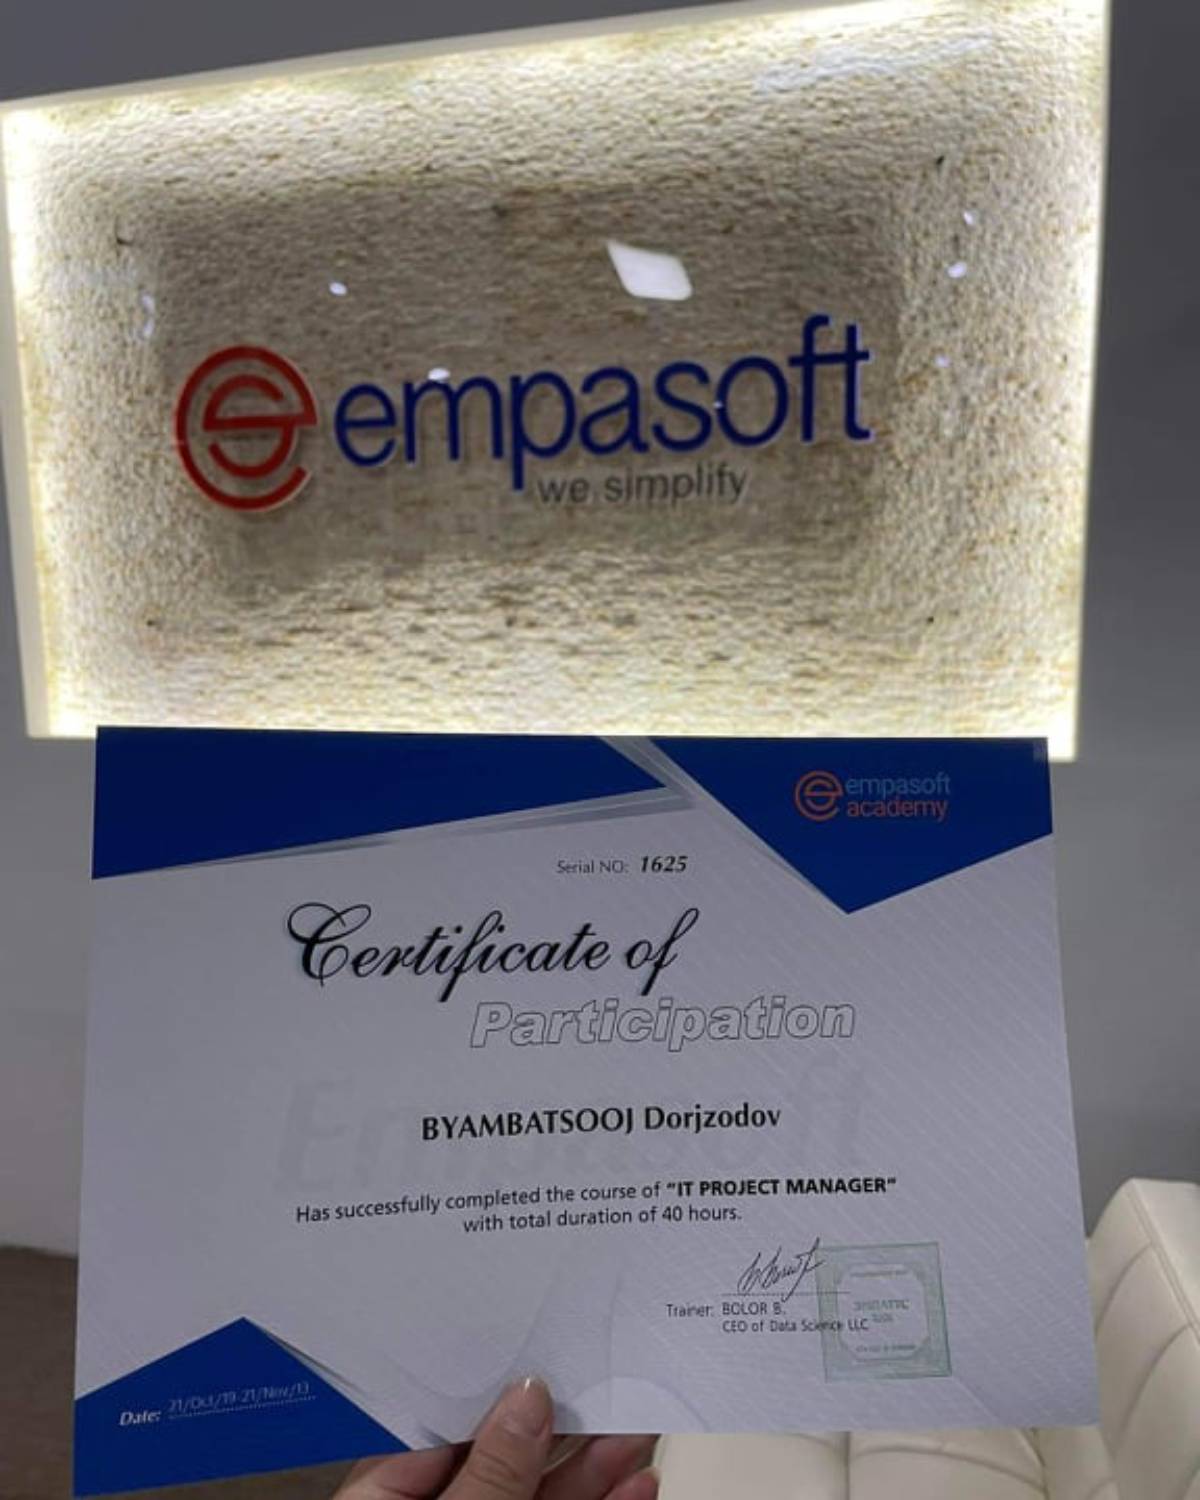 empasoft
we simplify
empasoft
academy
Serial NO: 1625
Certificate of
Participation
Empasoft
BYAMBATSOOJ Dorjzodov
Has successfully completed the course of "IT PROJECT MANAGER"
with total duration of 40 hours.
Trainer: BOLOR B.
CEO of Data Science LLC
Date: 21/Oct/19-21/Nov/13